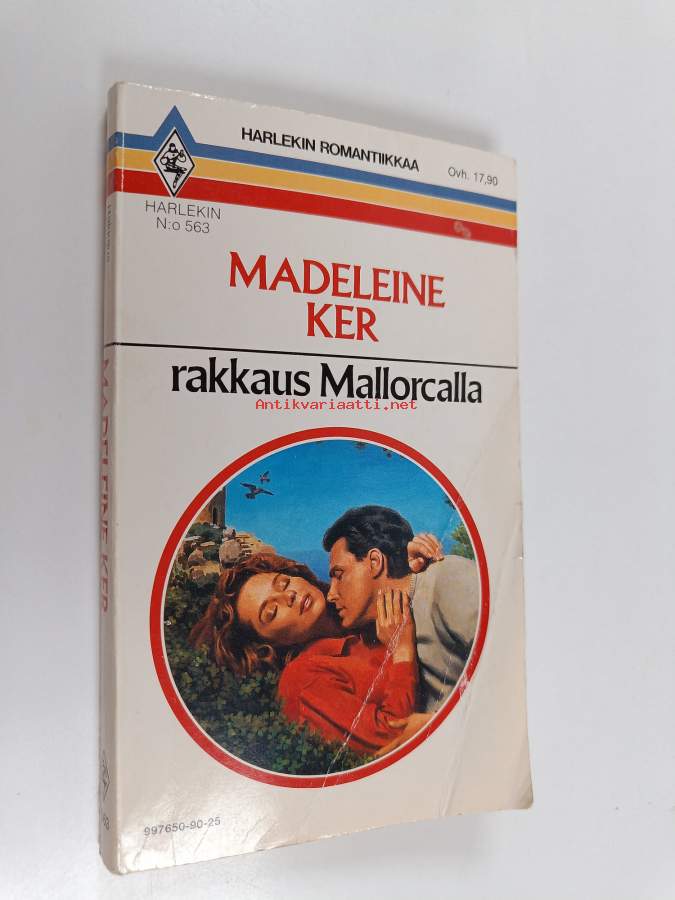 HARLEKIN ROMANTIIKKAA
Ovh. 17,90
HARLEKIN
N:o 563
MADELEINE
KER
rakkaus Mallorcalla
Antikvariaatti.net
997650-90-25
MADELEINE KER